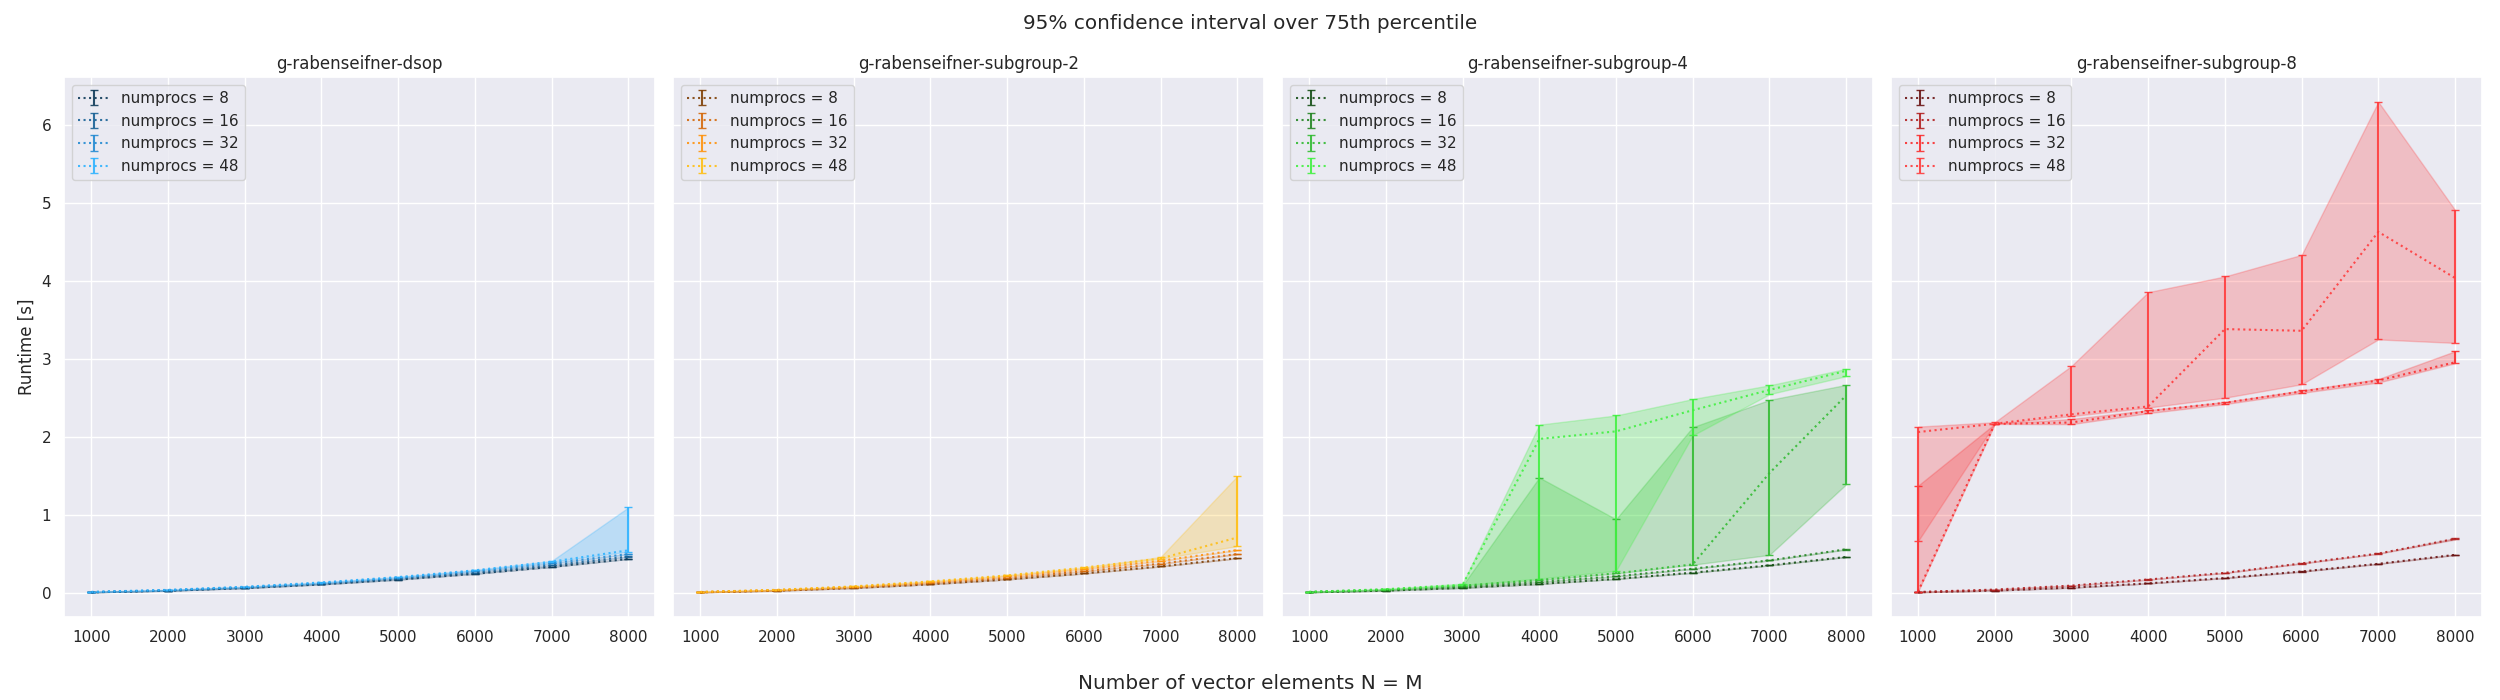 95% confidence interval over 75th percentile
g-rabenseifner-dsop
numprocs = 8
numprocs = 16
numprocs = 32
numprocs = 48
g-rabenseifner-subgroup-2
numprocs = 8
numprocs = 16
numprocs = 32
numprocs = 48
g-rabenseifner-subgroup-4
numprocs = 8
numprocs = 16
numprocs = 32
numprocs = 48
g-rabenseifner-subgroup-8
numprocs = 8
numprocs = 16
numprocs = 32
numprocs = 48
Runtime [s]
6
5
4
3
2
1
0
1000 2000 3000 4000 5000 6000 7000 8000
1000 2000 3000 4000 5000 6000 7000 8000
1000 2000 3000 4000 5000 6000 7000 8000
1000 2000 3000 4000 5000 6000 7000 8000
Number of vector elements N = M